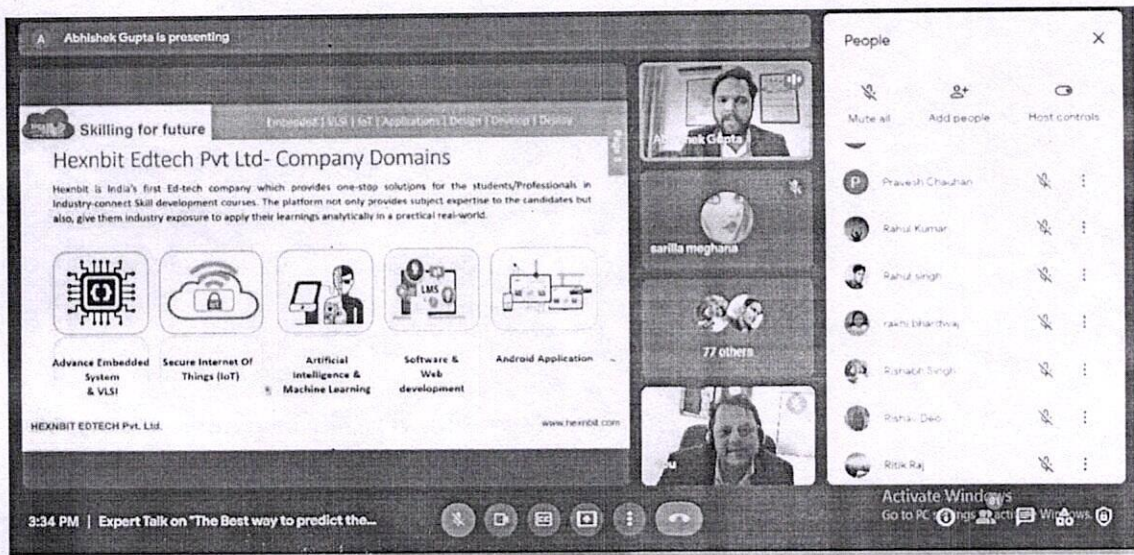 A Abhishek Gupta is presenting
Skilling for future
Embedded | VLSI | IoT | Applications | Design | Develop | Deploy
Page 3
Hexnbit Edtech Pvt Ltd- Company Domains
Hexnbit is India's first Ed-tech company which provides one-stop solutions for the students/Professionals in
Industry-connect Skill development courses. The platform not only provides subject expertise to the candidates but
also, give them industry exposure to apply their learnings analytically in a practical real-world.
LMS
Advance Embedded
System
& VLSI
Secure Internet Of
Things (IoT)
Artificial
Intelligence &
Machine Learning
Software &
Web
development
Android Application
HEXNBIT EDTECH Pvt. Ltd.
www.hexnbit.com
Abhishek Gupta
sarilla meghana
77 others
People
Mute all
Add people
Host controls
P Pravesh Chauhan
Rahul Kumar
Rahul singh
rakhi bhardwaj
Rishabh Singh
Rishav Deo
Ritik Raj
Activate Windows
Go to PC settings to activate Windows.
3:34 PM | Expert Talk on "The Best way to predict the...